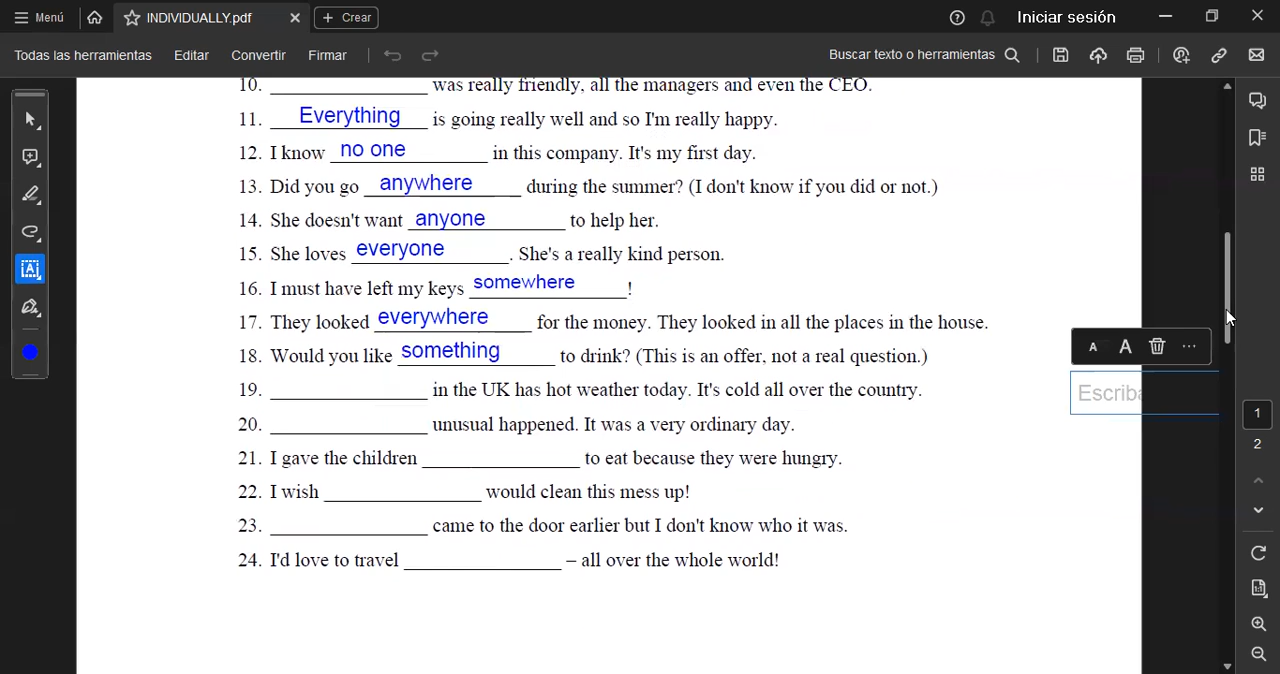 Menú
INDIVIDUALLY.pdf
Crear
Iniciar sesión
Todas las herramientas
Editar
Convertir
Firmar
Buscar texto o herramientas
10. ________________ was really friendly, all the managers and even the CEO.
11. Everything is going really well and so I'm really happy.
12. I know no one in this company. It's my first day.
13. Did you go anywhere during the summer? (I don't know if you did or not.)
14. She doesn't want anyone to help her.
15. She loves everyone. She's a really kind person.
16. I must have left my keys somewhere!
17. They looked everywhere for the money. They looked in all the places in the house.
18. Would you like something to drink? (This is an offer, not a real question.)
19. ________________ in the UK has hot weather today. It's cold all over the country.
20. ________________ unusual happened. It was a very ordinary day.
21. I gave the children ________________ to eat because they were hungry.
22. I wish ________________ would clean this mess up!
23. ________________ came to the door earlier but I don't know who it was.
24. I'd love to travel ________________ – all over the whole world!
A A
Escriba
1
2